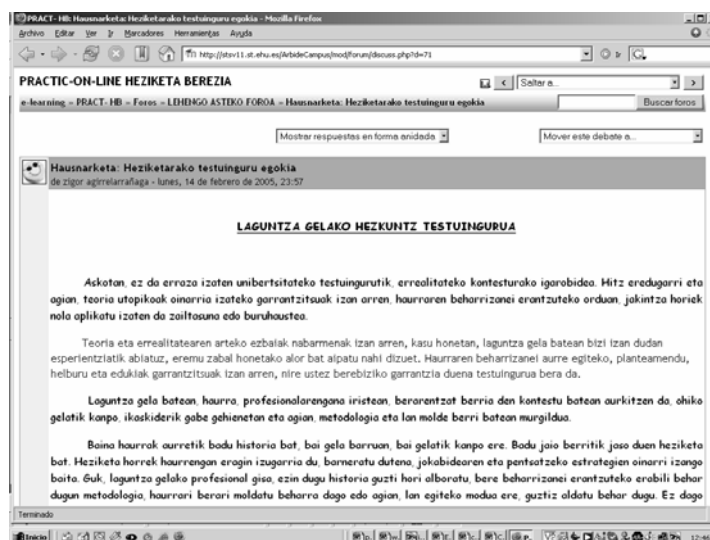 PRACT- HB: Hausnarketa: Heziketarako testuinguru egokia - Mozilla Firefox
Archivo Editar Ver Ir Marcadores Herramientas Ayuda
http://stsv11.st.ehu.es/ArbideCampus/mod/forum/discuss.php?d=71
PRACTIC-ON-LINE HEZIKETA BEREZIA
Saltar a...
e-learning » PRACT- HB » Foros » LEHENGO ASTEKO FOROA » Hausnarketa: Heziketarako testuinguru egokia
Buscar foros
Mostrar respuestas en forma anidada
Mover este debate a...
Hausnarketa: Heziketarako testuinguru egokia
de zigor agirrelarrañaga - lunes, 14 de febrero de 2005, 23:57
LAGUNTZA GELAKO HEZKUNTZ TESTUINGURUA
Askotan, ez da erraza izaten unibertsitateko testuingurutik, errealitateko kontesturako igarobidea. Hitz eredugarri eta
agian, teoria utopikoak oinarria izateko garrantzitsuak izan arren, haurraren beharrizanei erantzuteko orduan, jakintza horiek
nola aplikatu izaten da zailtasuna edo buruhaustea.
Teoria eta errealitatearen arteko ezbaiak nabarmenak izan arren, kasu honetan, laguntza gela batean bizi izan dudan
esperientziatik abiatuz, eremu zabal honetako alor bat aipatu nahi dizuet. Haurraren beharrizanei aurre egiteko, planteamendu,
helburu eta edukiak garrantzitsuak izan arren, nire ustez berebiziko garrantzia duena testuingurua bera da.
Laguntza gela batean, haurra, profesionalarengana iristean, berarentzat berria den kontestu batean aurkitzen da, ohiko
gelatik kanpo, ikaskiderik gabe gehienetan eta agian, metodologia eta lan molde berri batean murgildua.
Baina haurrak aurretik badu historia bat, bai gela barruan, bai gelatik kanpo ere. Badu jaio berritik jaso duen heziketa
bat. Heziketa horrek haurrengan eragin izugarria du, barneratu dutena, jokabidearen eta pentsatzeko estrategien oinarri izango
baita. Guk, laguntza gelako profesional gisa, ezin dugu historia guzti hori alboratu, bere beharrizanei erantzuteko erabili behar
dugun metodologia, haurrari berari moldatu beharra dago edo agian, lan egiteko modua ere, guztiz aldatu behar dugu. Ez dago
Terminado
Inicio
12:46